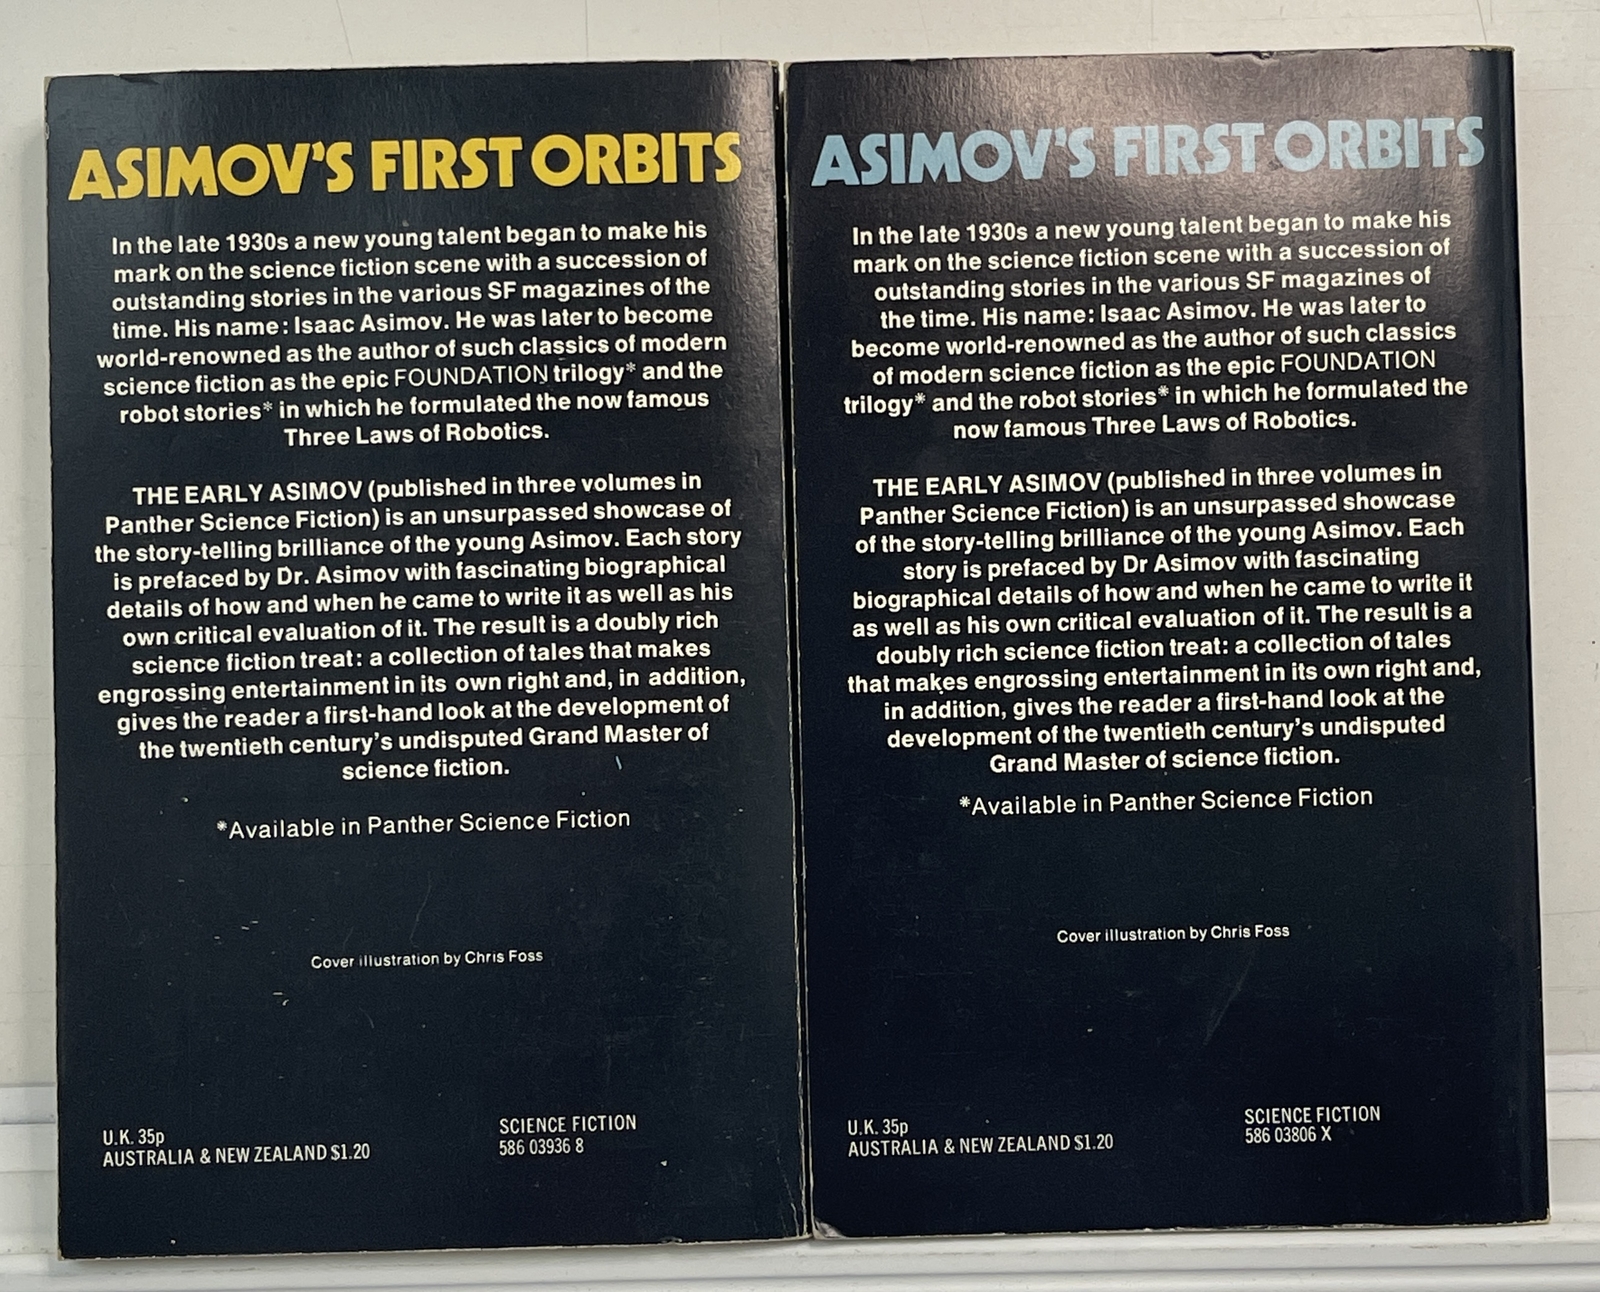 ASIMOV'S FIRST ORBITS
In the late 1930s a new young talent began to make his
mark on the science fiction scene with a succession of
outstanding stories in the various SF magazines of the
time. His name: Isaac Asimov. He was later to become
world-renowned as the author of such classics of modern
science fiction as the epic FOUNDATION trilogy* and the
robot stories* in which he formulated the now famous
Three Laws of Robotics.
THE EARLY ASIMOV (published in three volumes in
Panther Science Fiction) is an unsurpassed showcase of
the story-telling brilliance of the young Asimov. Each story
is prefaced by Dr. Asimov with fascinating biographical
details of how and when he came to write it as well as his
own critical evaluation of it. The result is a doubly rich
science fiction treat: a collection of tales that makes
engrossing entertainment in its own right and, in addition,
gives the reader a first-hand look at the development of
the twentieth century's undisputed Grand Master of
science fiction.
*Available in Panther Science Fiction
Cover illustration by Chris Foss
U.K. 35p
AUSTRALIA & NEW ZEALAND $1.20
SCIENCE FICTION
586 03936 8
ASIMOV'S FIRST ORBITS
In the late 1930s a new young talent began to make his
mark on the science fiction scene with a succession of
outstanding stories in the various SF magazines of
the time. His name: Isaac Asimov. He was later to
become world-renowned as the author of such classics
of modern science fiction as the epic FOUNDATION
trilogy* and the robot stories* in which he formulated the
now famous Three Laws of Robotics.
THE EARLY ASIMOV (published in three volumes in
Panther Science Fiction) is an unsurpassed showcase
of the story-telling brilliance of the young Asimov. Each
story is prefaced by Dr Asimov with fascinating
biographical details of how and when he came to write it
as well as his own critical evaluation of it. The result is a
doubly rich science fiction treat: a collection of tales
that makes engrossing entertainment in its own right and,
in addition, gives the reader a first-hand look at the
development of the twentieth century's undisputed
Grand Master of science fiction.
*Available in Panther Science Fiction
Cover illustration by Chris Foss
U.K. 35p
AUSTRALIA & NEW ZEALAND $1.20
SCIENCE FICTION
586 03806 X